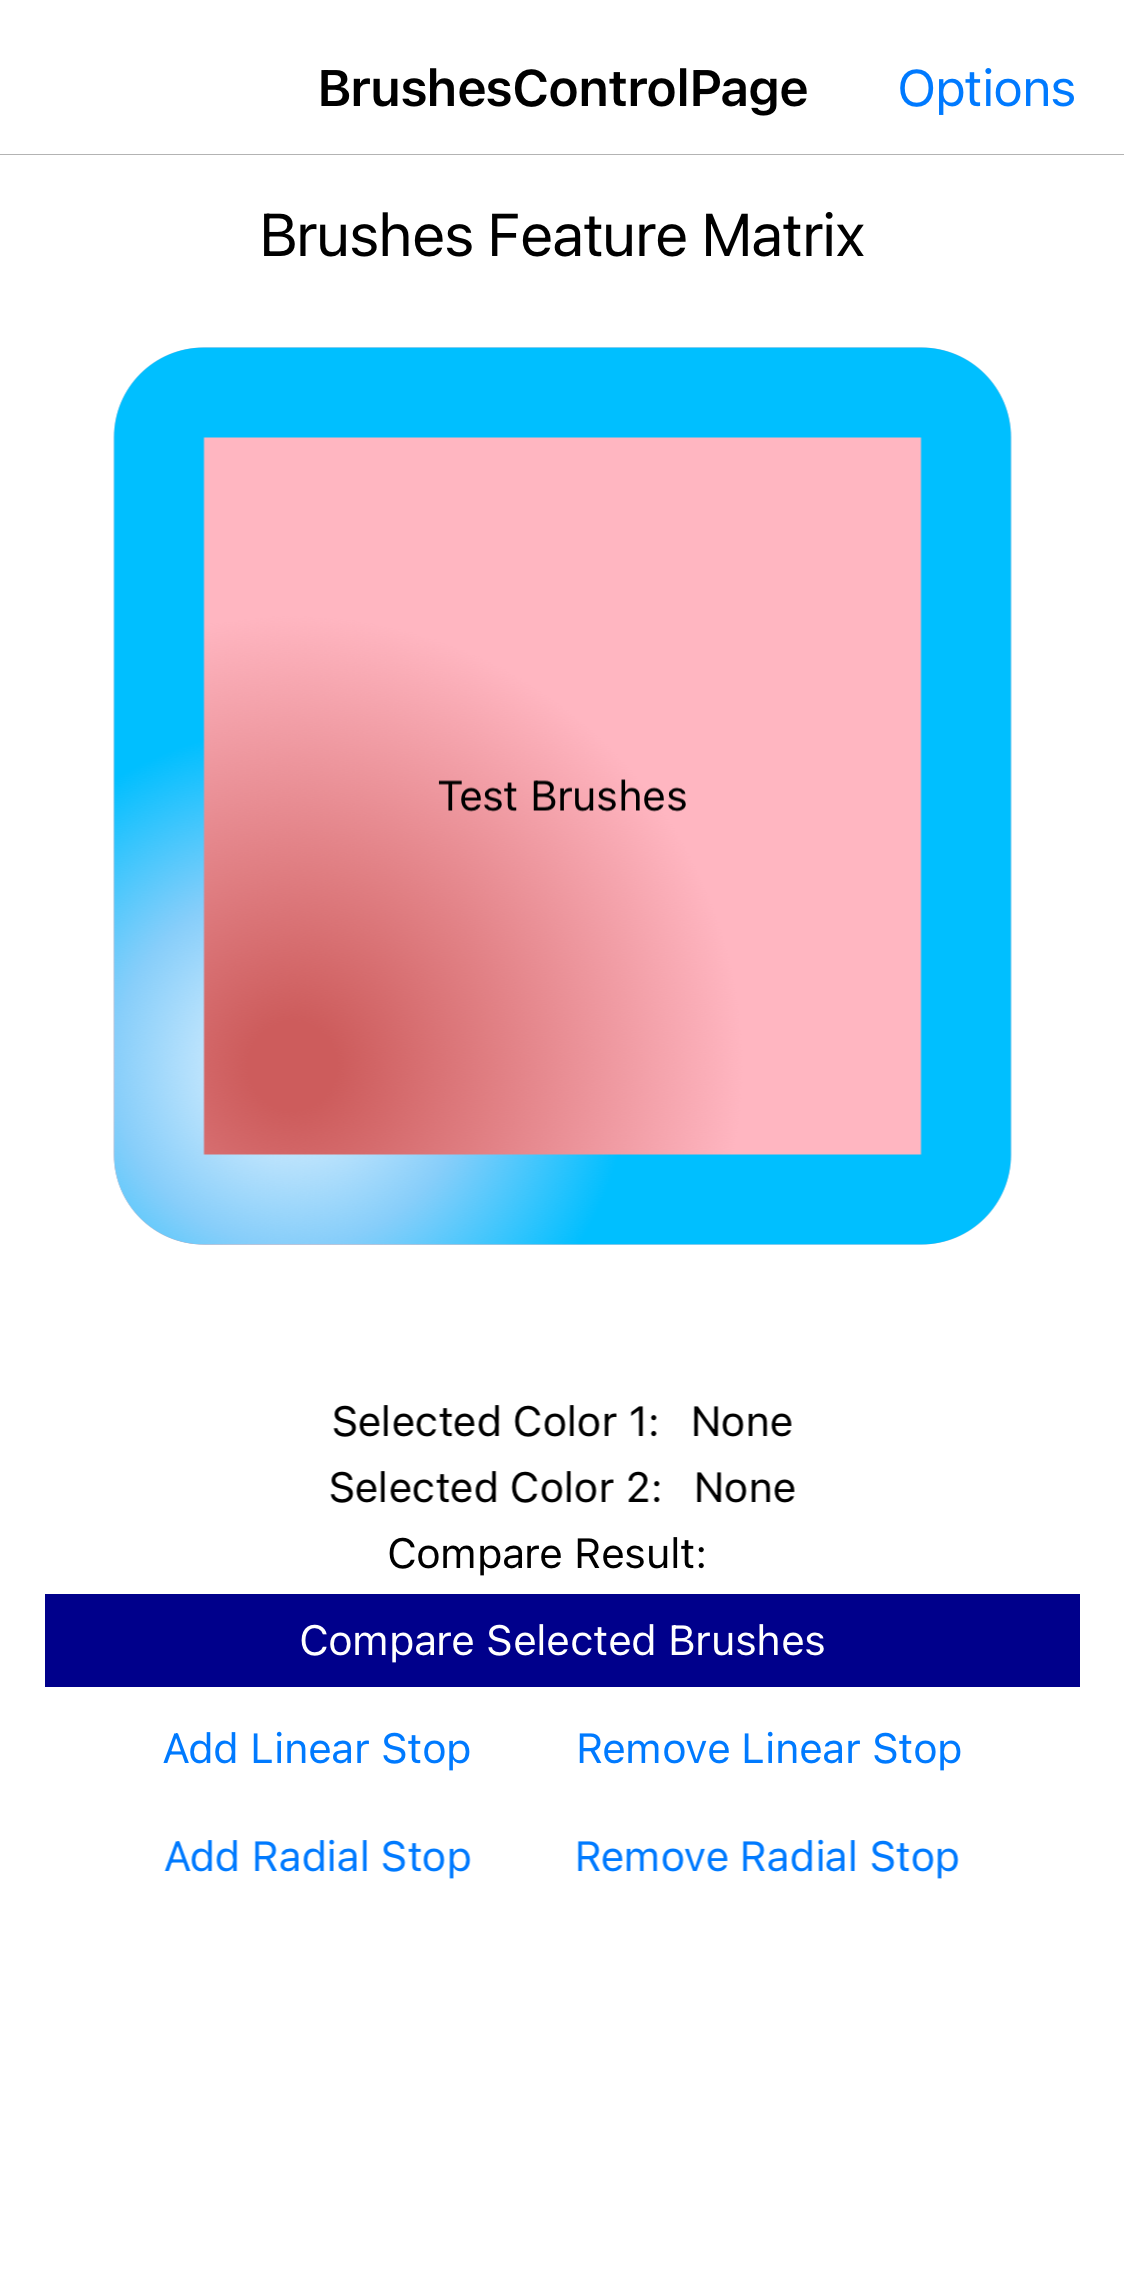 BrushesControlPage Options
Brushes Feature Matrix
Test Brushes
Selected Color 1: None
Selected Color 2: None
Compare Result:
Compare Selected Brushes
Add Linear Stop Remove Linear Stop
Add Radial Stop Remove Radial Stop